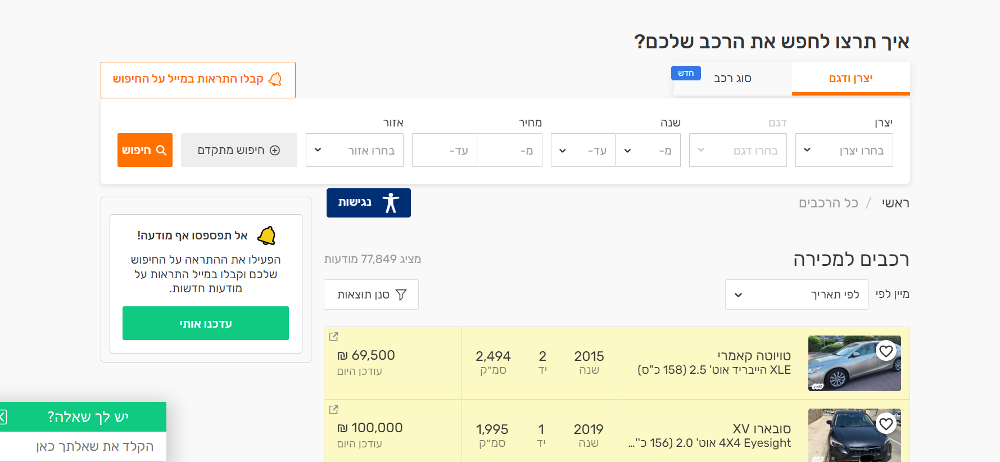 איך תרצו לחפש את הרכב שלכם?
יצרן ודגם
סוג רכב
חדש
קבלו התראות במייל על החיפוש
יצרן
דגם
שנה
מחיר
אזור
בחרו יצרן
בחרו דגם
מ-
עד-
מ-
עד-
בחרו אזור
חיפוש מתקדם
חיפוש
ראשי / כל הרכבים
נגישות
אל תפספסו אף מודעה!
הפעילו את ההתראה על החיפוש
שלכם וקבלו במייל התראות על
מודעות חדשות.
עדכנו אותי
רכבים למכירה
מציג 77,849 מודעות
מיין לפי
לפי תאריך
סנן תוצאות
טויוטה קאמרי
XLE הייבריד אוט' 2.5 (158 כ"ס)
2015
שנה
2
יד
2,494
סמ״ק
69,500 ₪
עודכן היום
סובארו XV
4X4 Eyesight אוט' 2.0 (156 כ''...
2019
שנה
1
יד
1,995
סמ״ק
100,000 ₪
עודכן היום
יש לך שאלה?
הקלד את שאלתך כאן